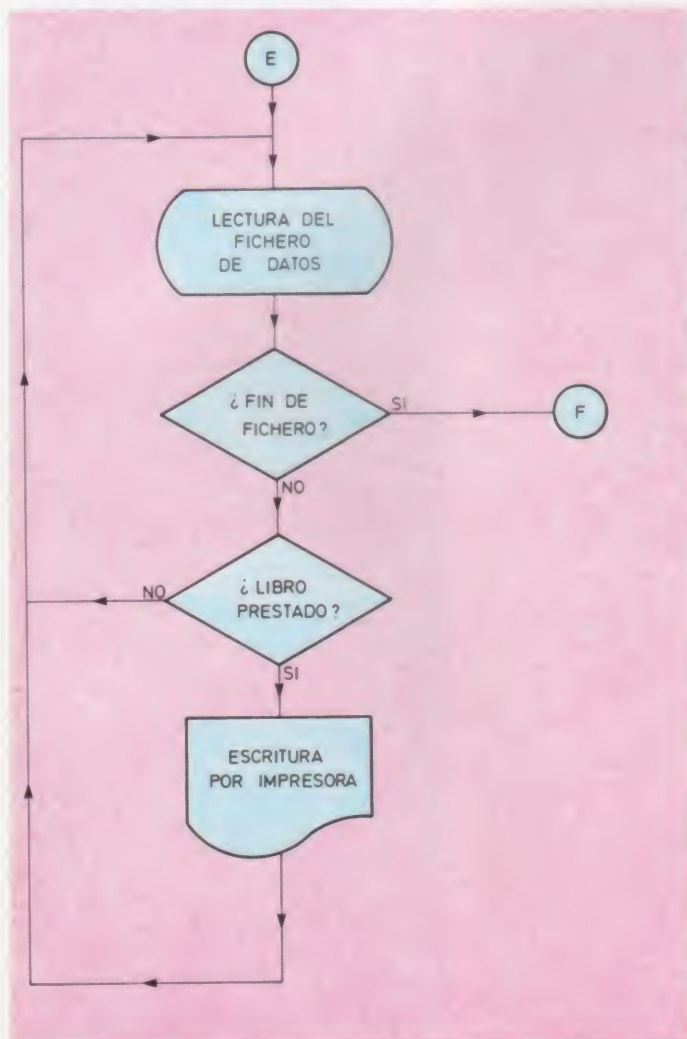 E
LECTURA DEL
FICHERO
DE DATOS
¿ FIN DE
FICHERO ?
SI
F
NO
¿ LIBRO
PRESTADO ?
NO
SI
ESCRITURA
POR IMPRESORA